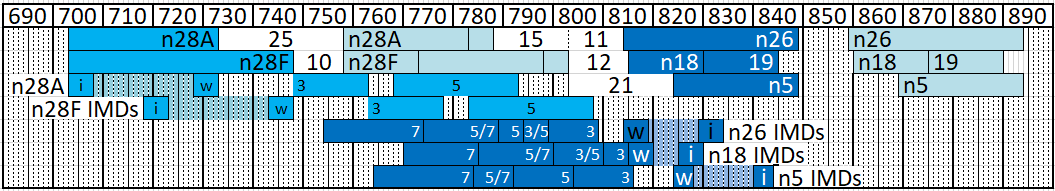 690 700 710 720 730 740 750 760 770 780 790 800 810 820 830 840 850 860 870 880 890
n28A 25 n28A 15 11 n26 n26
n28F 10 n28F 12 n18 19 n18 19
n28A i w 3 5 21 n5 n5
n28F IMDs i w 3 5
7 5/7 5 3/5 3 w i n26 IMDs
7 5/7 3/5 3 w i n18 IMDs
7 5/7 5 3 w i n5 IMDs